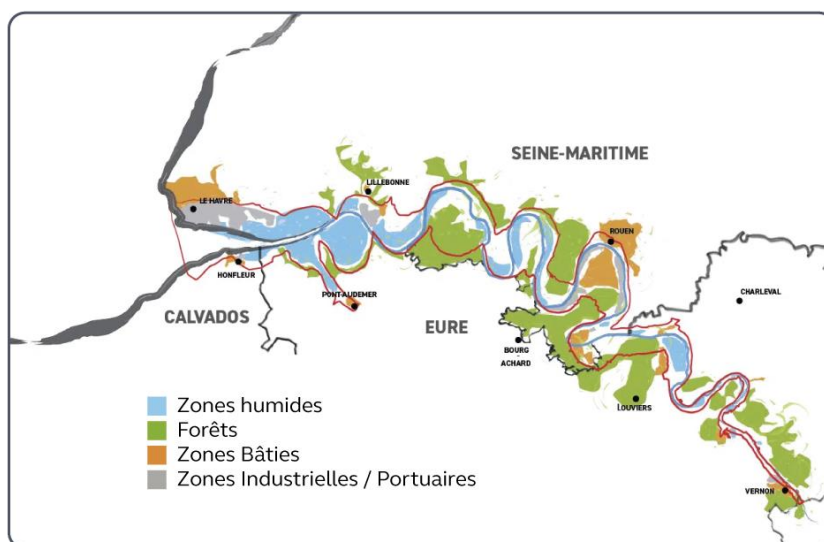 SEINE-MARITIME
LILLEBONNE
LE HAVRE
ROUEN
HONFLEUR
PONT-AUDEMER
CHARLEVAL
CALVADOS
EURE
BOURG
ACHARD
LOUVIERS
VERNON
Zones humides
Forêts
Zones Bâties
Zones Industrielles / Portuaires